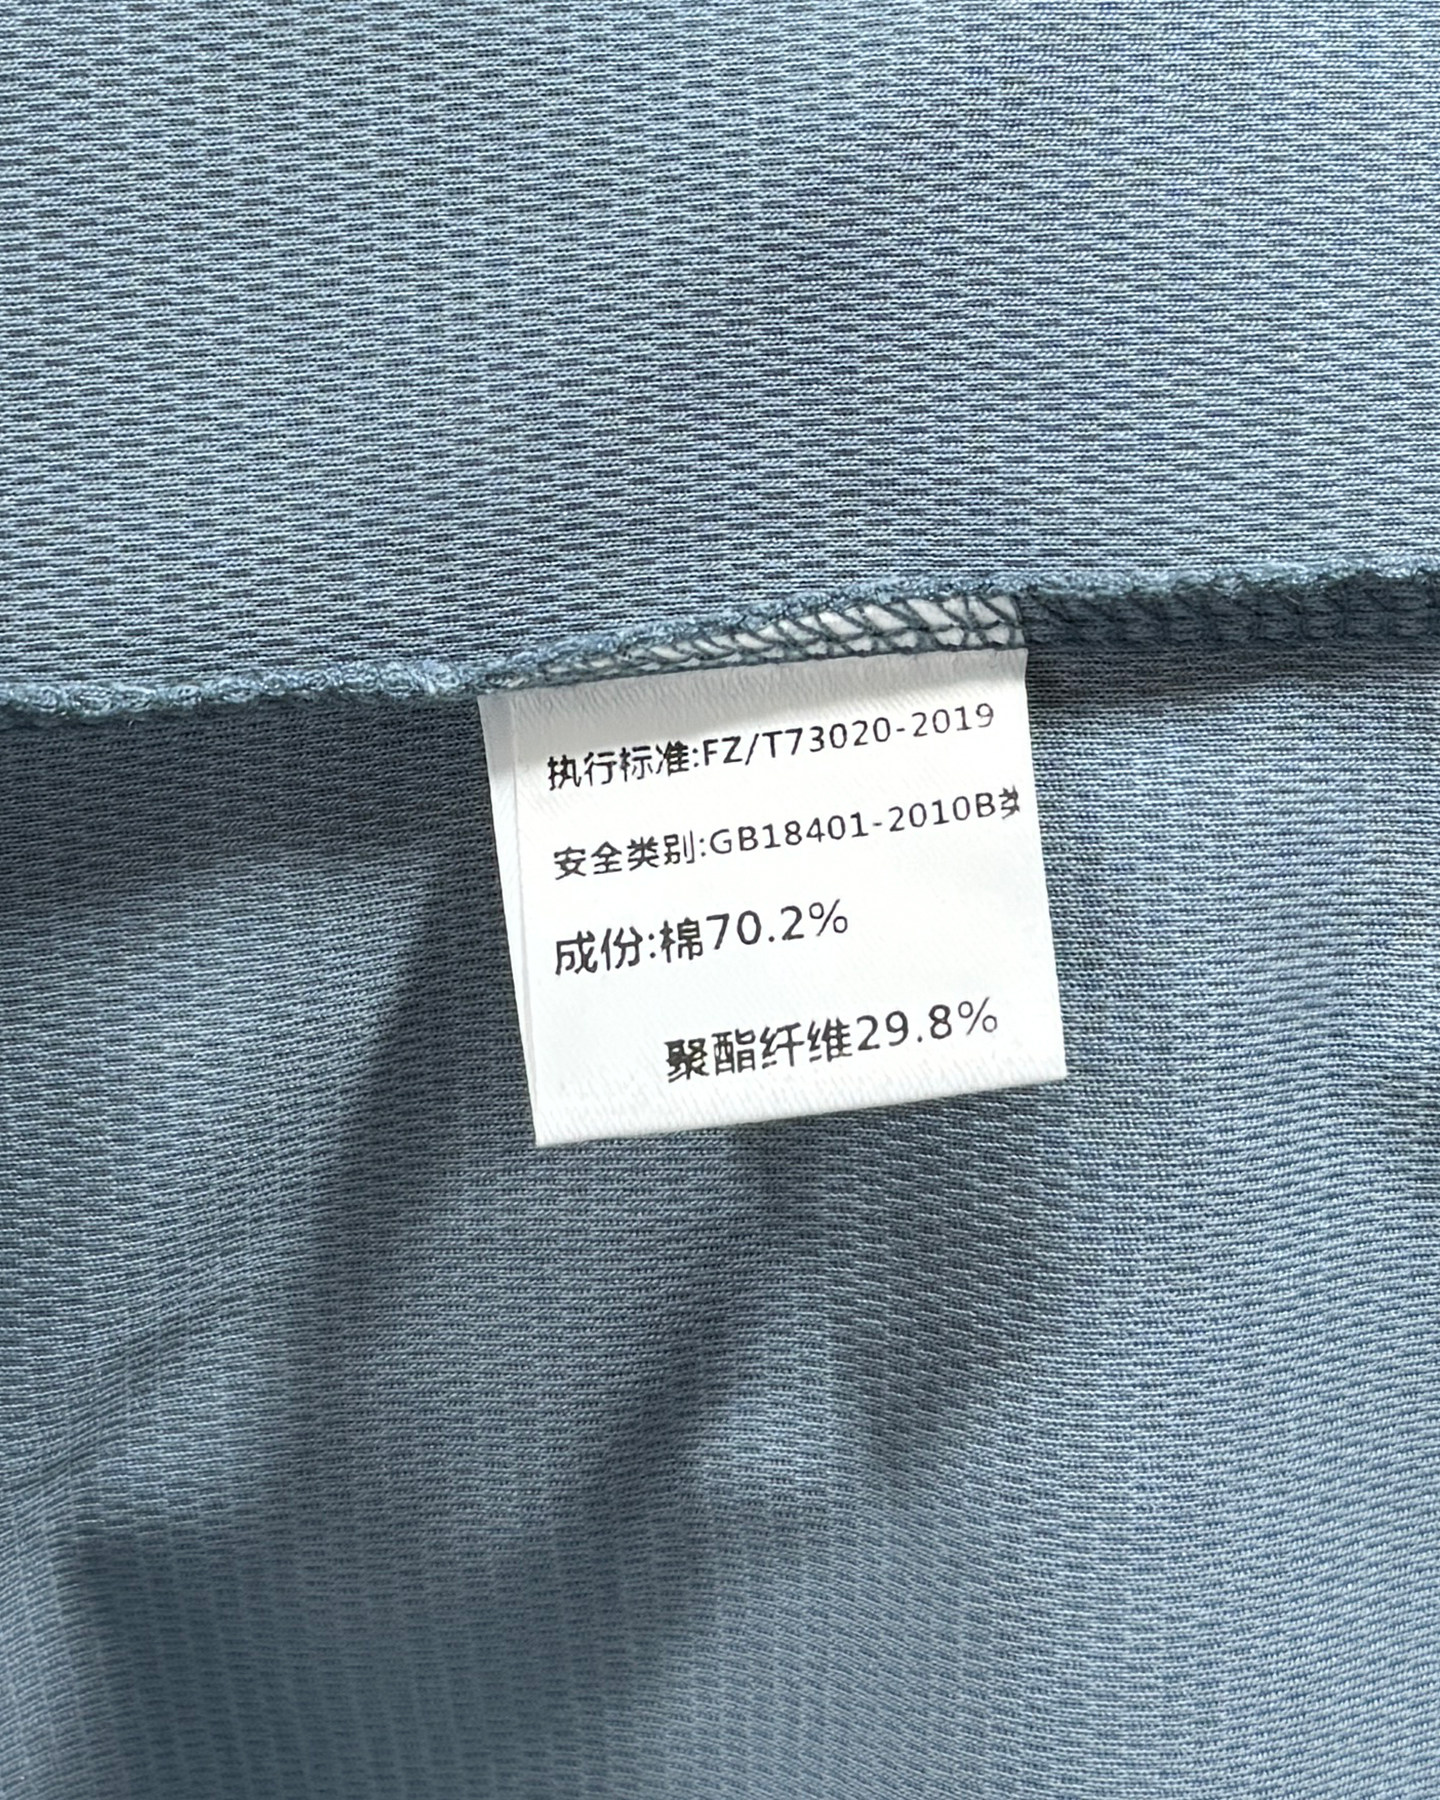 执行标准:FZ/T73020-2019
安全类别:GB18401-2010B类
成份:棉70.2%
聚酯纤维29.8%